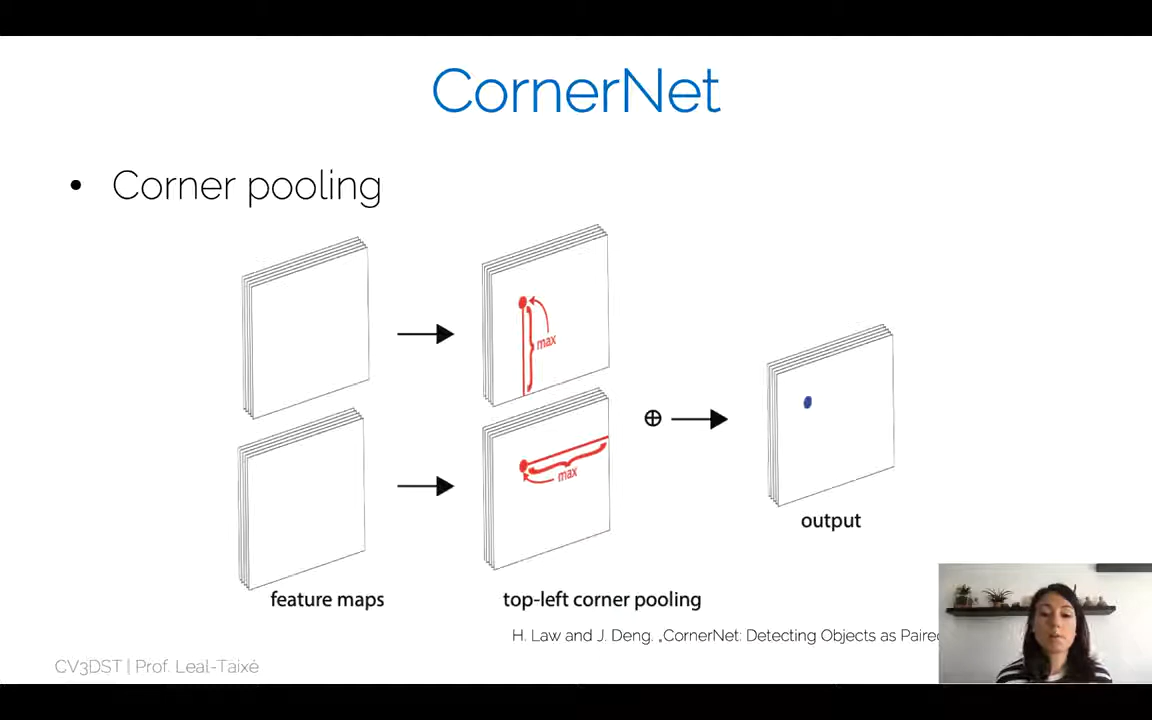 CornerNet
• Corner pooling
max
max
output
feature maps
top-left corner pooling
H. Law and J. Deng. „CornerNet: Detecting Objects as Paired
CV3DST | Prof. Leal-Taixé